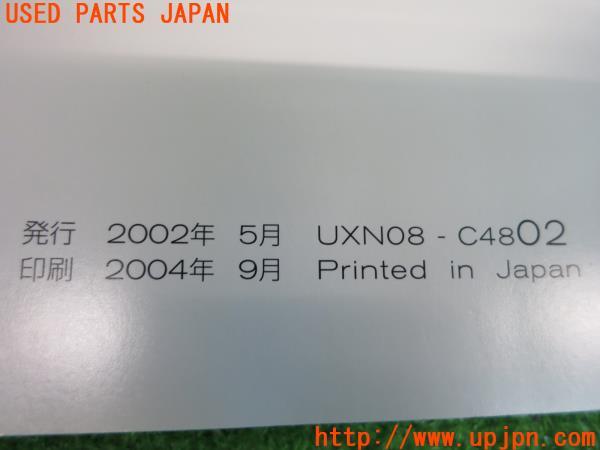 USED PARTS JAPAN
発行 2002年 5月 UXN08 - C4802
印刷 2004年 9月 Printed in Japan
http://www.upjpn.com/